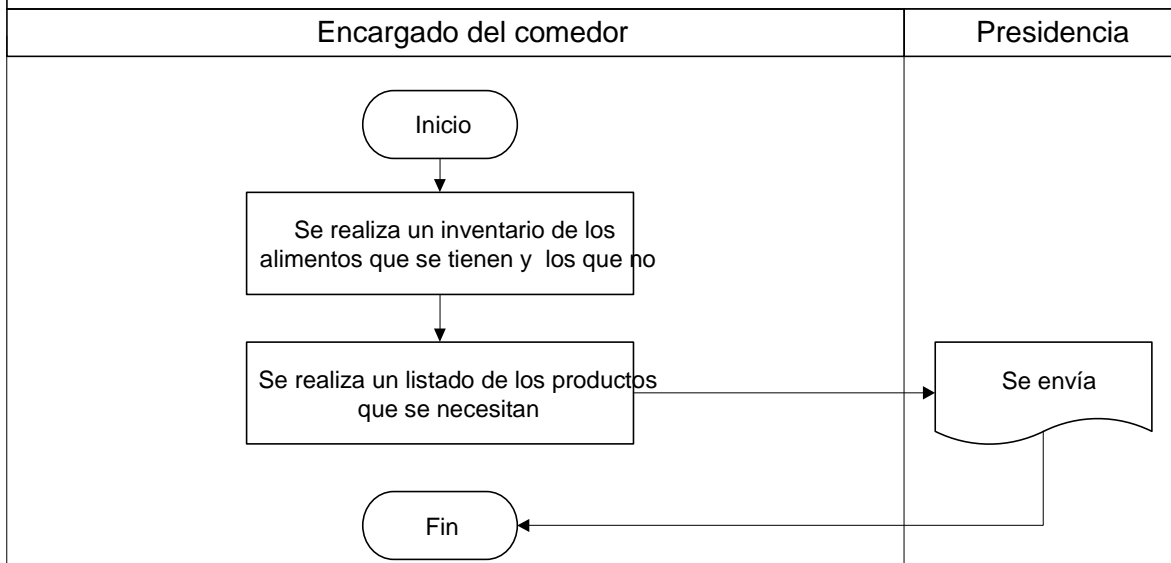 Encargado del comedor
Presidencia
Inicio
Se realiza un inventario de los
alimentos que se tienen y  los que no
Se realiza un listado de los productos
que se necesitan
Se envía
Fin